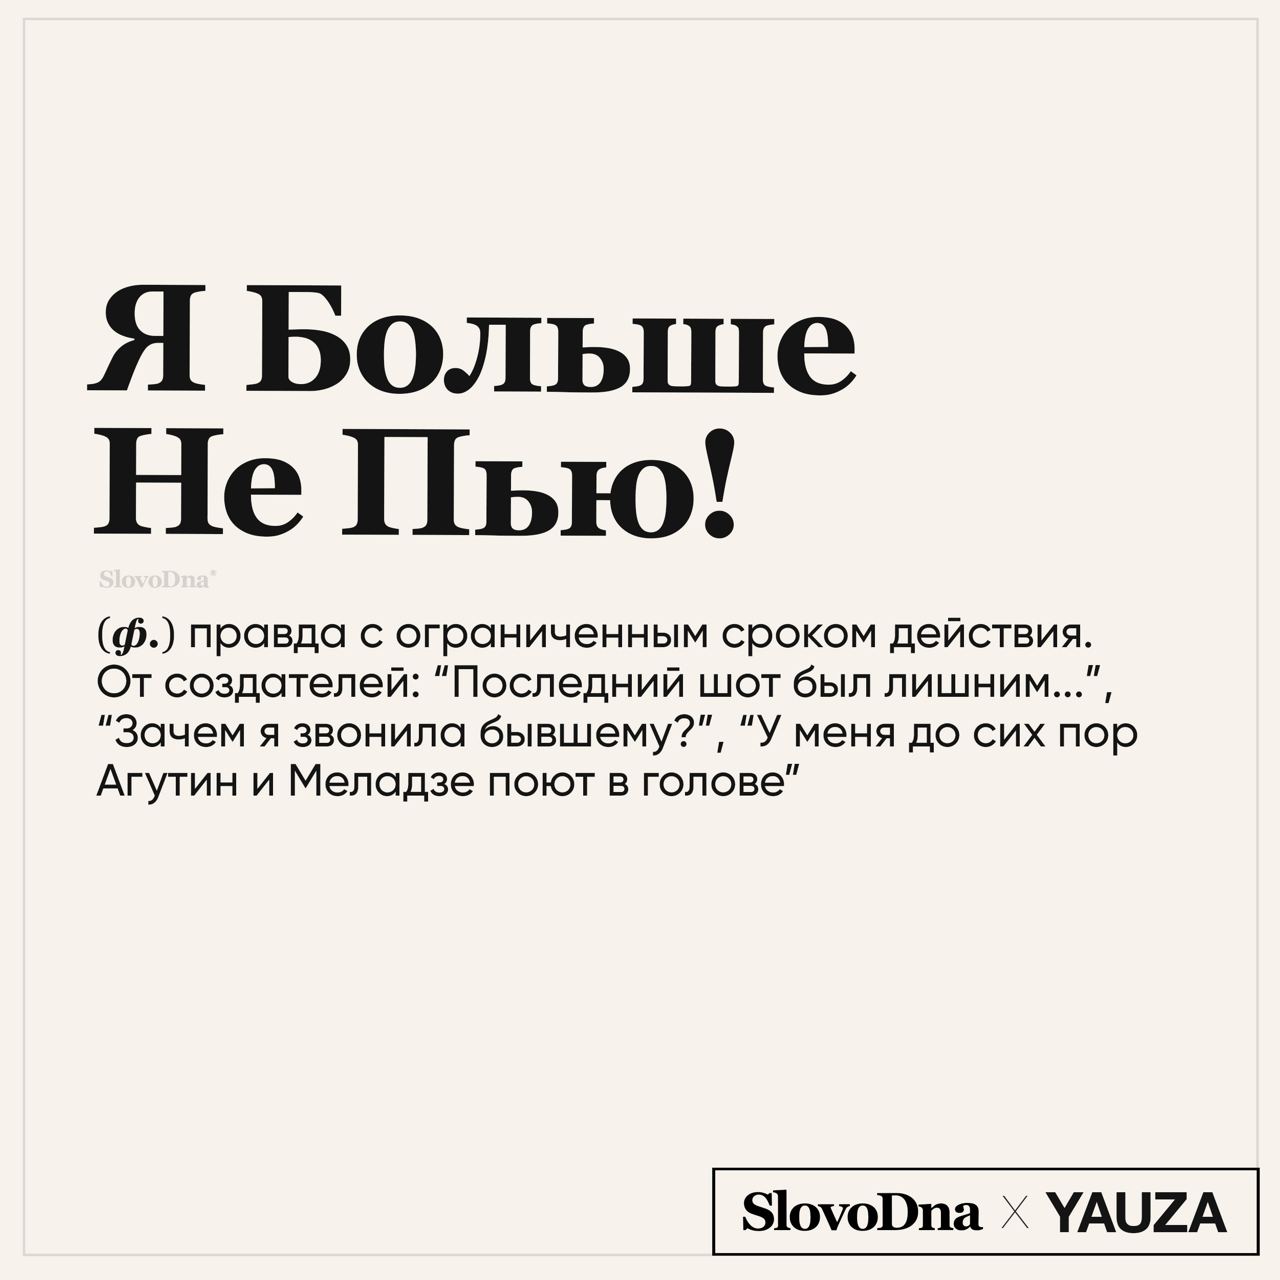 Я Больше
Не Пью!
SlovoDna®
(ф.) правда с ограниченным сроком действия.
От создателей: “Последний шот был лишним...”,
“Зачем я звонила бывшему?”, “У меня до сих пор
Агутин и Меладзе поют в голове”
SlovoDna X YAUZA